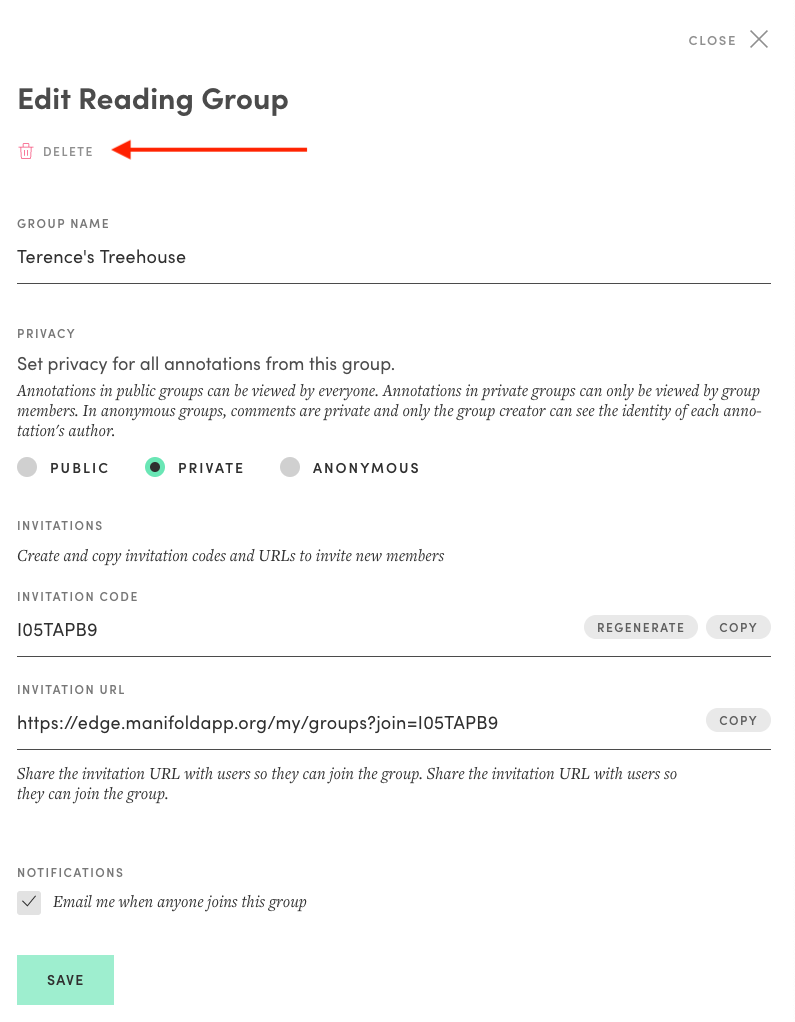 CLOSE
Edit Reading Group
DELETE
GROUP NAME
Terence's Treehouse
PRIVACY
Set privacy for all annotations from this group.
Annotations in public groups can be viewed by everyone. Annotations in private groups can only be viewed by group
members. In anonymous groups, comments are private and only the group creator can see the identity of each anno-
tation's author.
PUBLIC PRIVATE ANONYMOUS
INVITATIONS
Create and copy invitation codes and URLs to invite new members
INVITATION CODE
I05TAPB9 REGENERATE COPY
INVITATION URL
https://edge.manifoldapp.org/my/groups?join=I05TAPB9 COPY
Share the invitation URL with users so they can join the group. Share the invitation URL with users so
they can join the group.
NOTIFICATIONS
Email me when anyone joins this group
SAVE